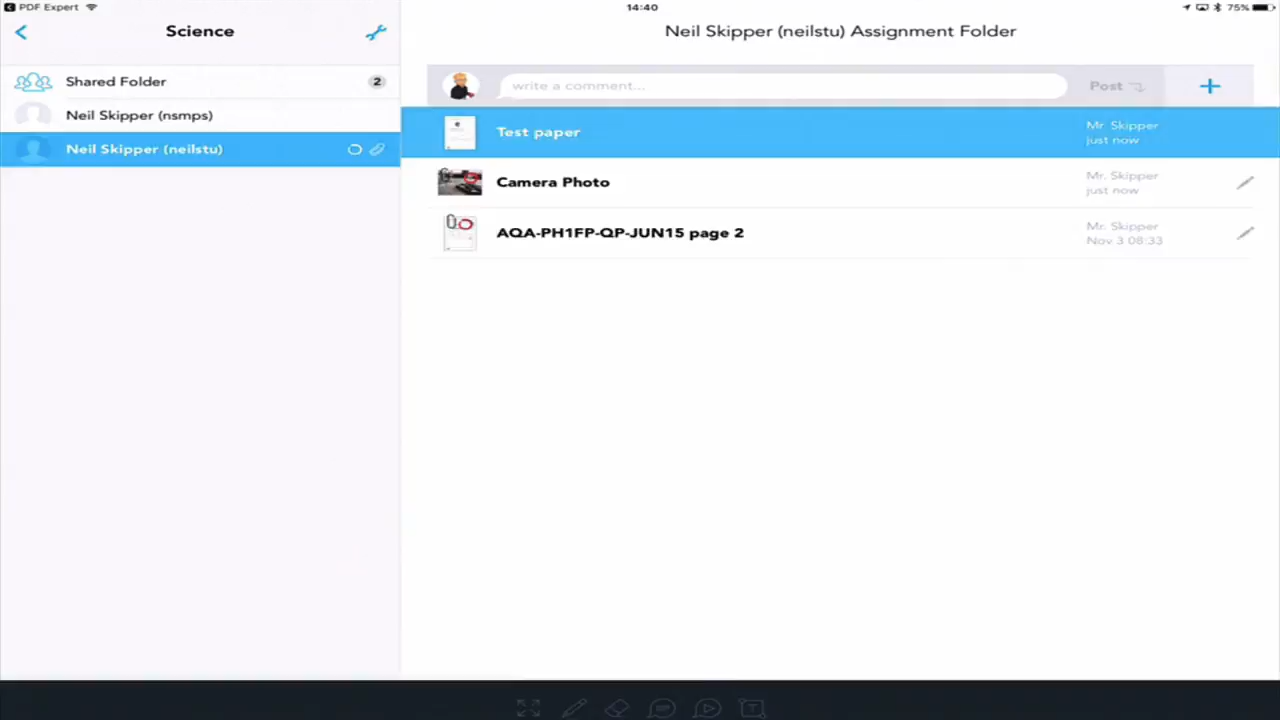 PDF Expert
14:40
75%
Science
Neil Skipper (neilstu) Assignment Folder
Shared Folder
2
Neil Skipper (nsmps)
Neil Skipper (neilstu)
write a comment...
Post
Test paper
Mr. Skipper
just now
Camera Photo
Mr. Skipper
just now
AQA-PH1FP-QP-JUN15 page 2
Mr. Skipper
Nov 3 08:33
T